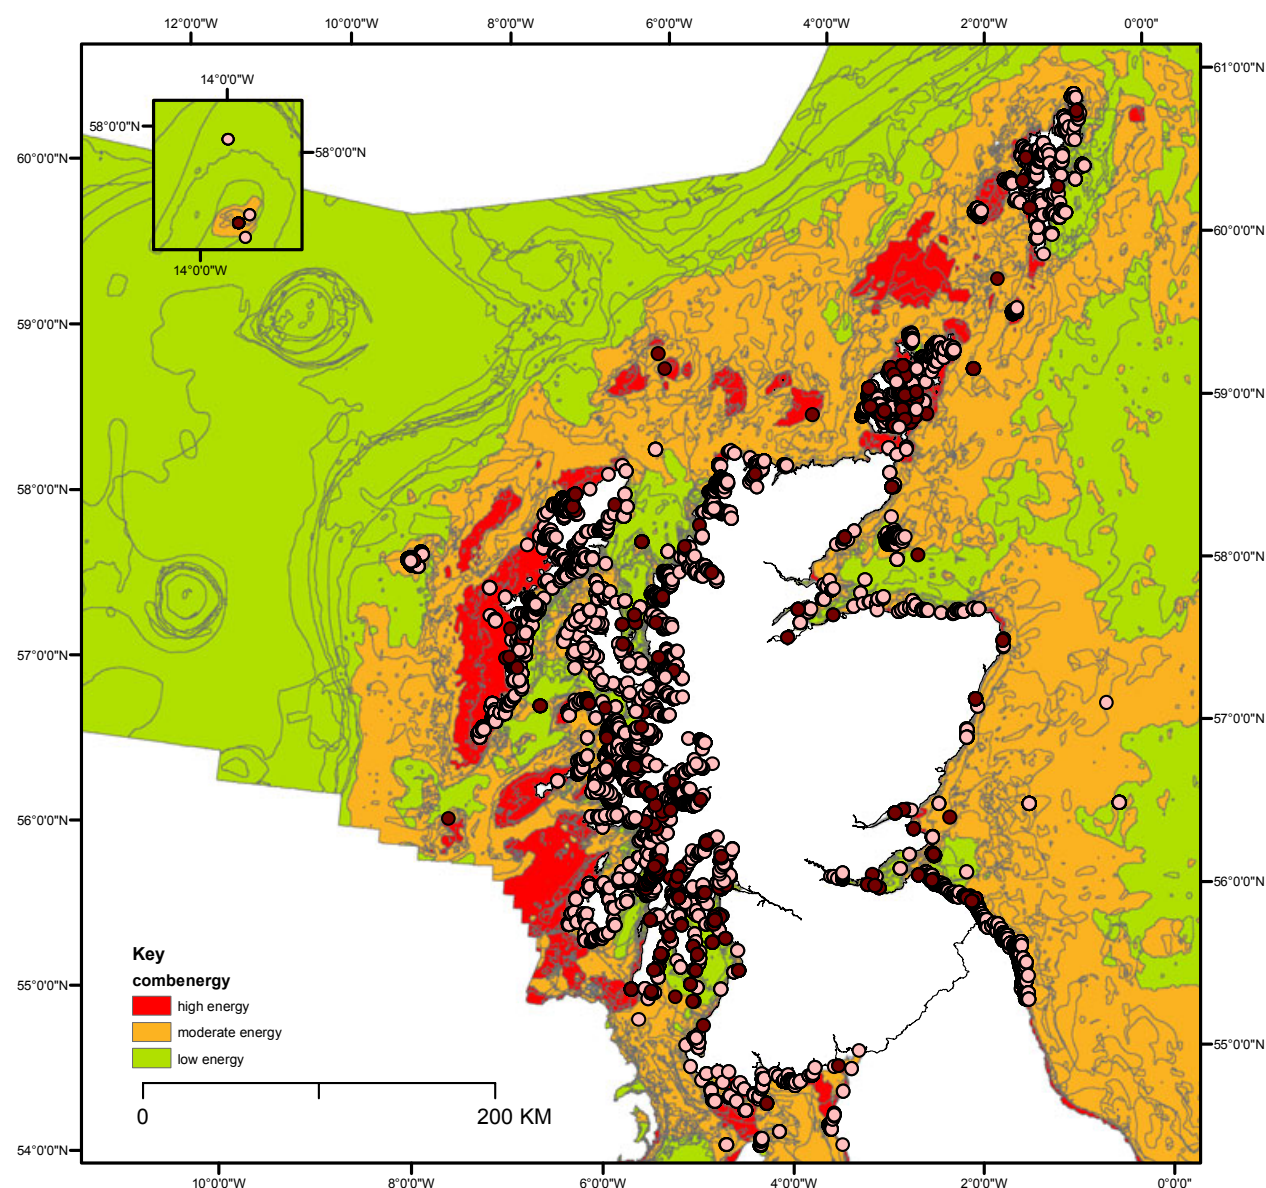 12°0'0"W 10°0'0"W 8°0'0"W 6°0'0"W 4°0'0"W 2°0'0"W 0°0'0"
61°0'0"N
14°0'0"W
58°0'0"N
58°0'0"N
60°0'0"N
60°0'0"N
14°0'0"W
59°0'0"N
59°0'0"N
58°0'0"N
58°0'0"N
57°0'0"N
57°0'0"N
56°0'0"N
56°0'0"N
Key
combenergy
high energy
moderate energy
low energy
55°0'0"N
55°0'0"N
0 200 KM
54°0'0"N
10°0'0"W 8°0'0"W 6°0'0"W 4°0'0"W 2°0'0"W 0°0'0"